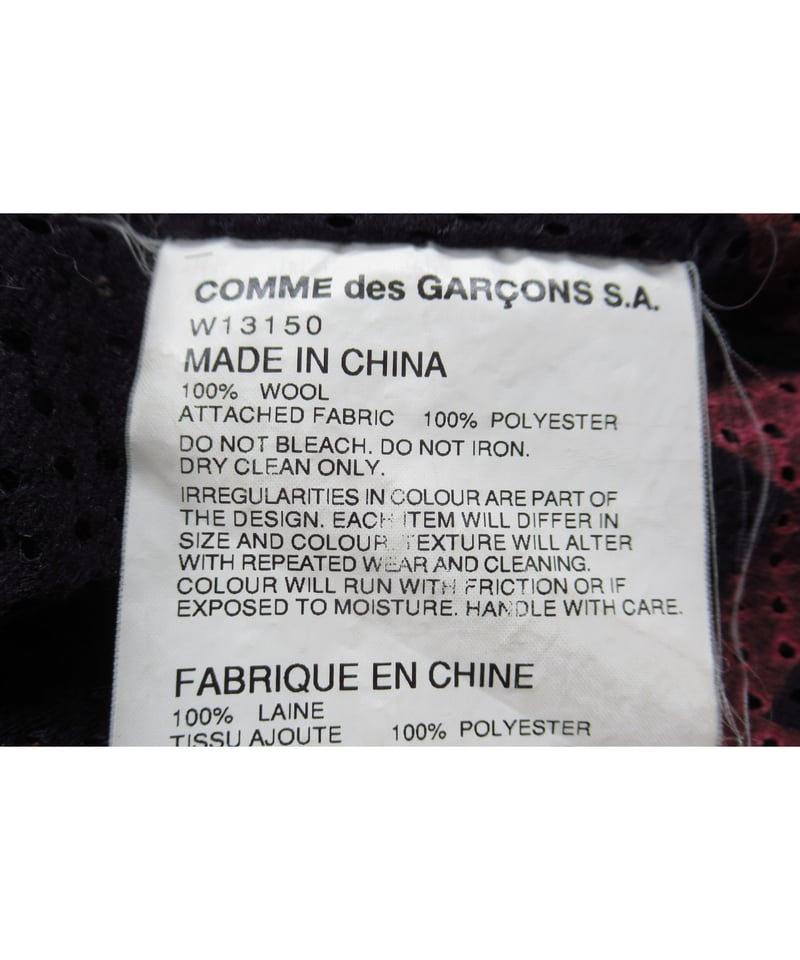 COMME des GARÇONS S.A.
W13150
MADE IN CHINA
100% WOOL
ATTACHED FABRIC 100% POLYESTER
DO NOT BLEACH. DO NOT IRON.
DRY CLEAN ONLY.
IRREGULARITIES IN COLOUR ARE PART OF
THE DESIGN. EACH ITEM WILL DIFFER IN
SIZE AND COLOUR. TEXTURE WILL ALTER
WITH REPEATED WEAR AND CLEANING.
COLOUR WILL RUN WITH FRICTION OR IF
EXPOSED TO MOISTURE. HANDLE WITH CARE.
FABRIQUE EN CHINE
100% LAINE
TISSU AJOUTE 100% POLYESTER